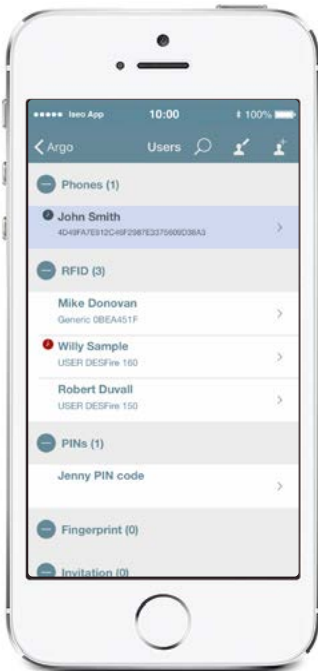 Iseo App 10:00 100%
Argo Users
Phones (1)
John Smith
4D49FA7E912C49F2987E3375609D36A3
RFID (3)
Mike Donovan
Generic 0BEA451F
Willy Sample
USER DESFire 160
Robert Duvall
USER DESFire 150
PINs (1)
Jenny PIN code
Fingerprint (0)
Invitation (0)